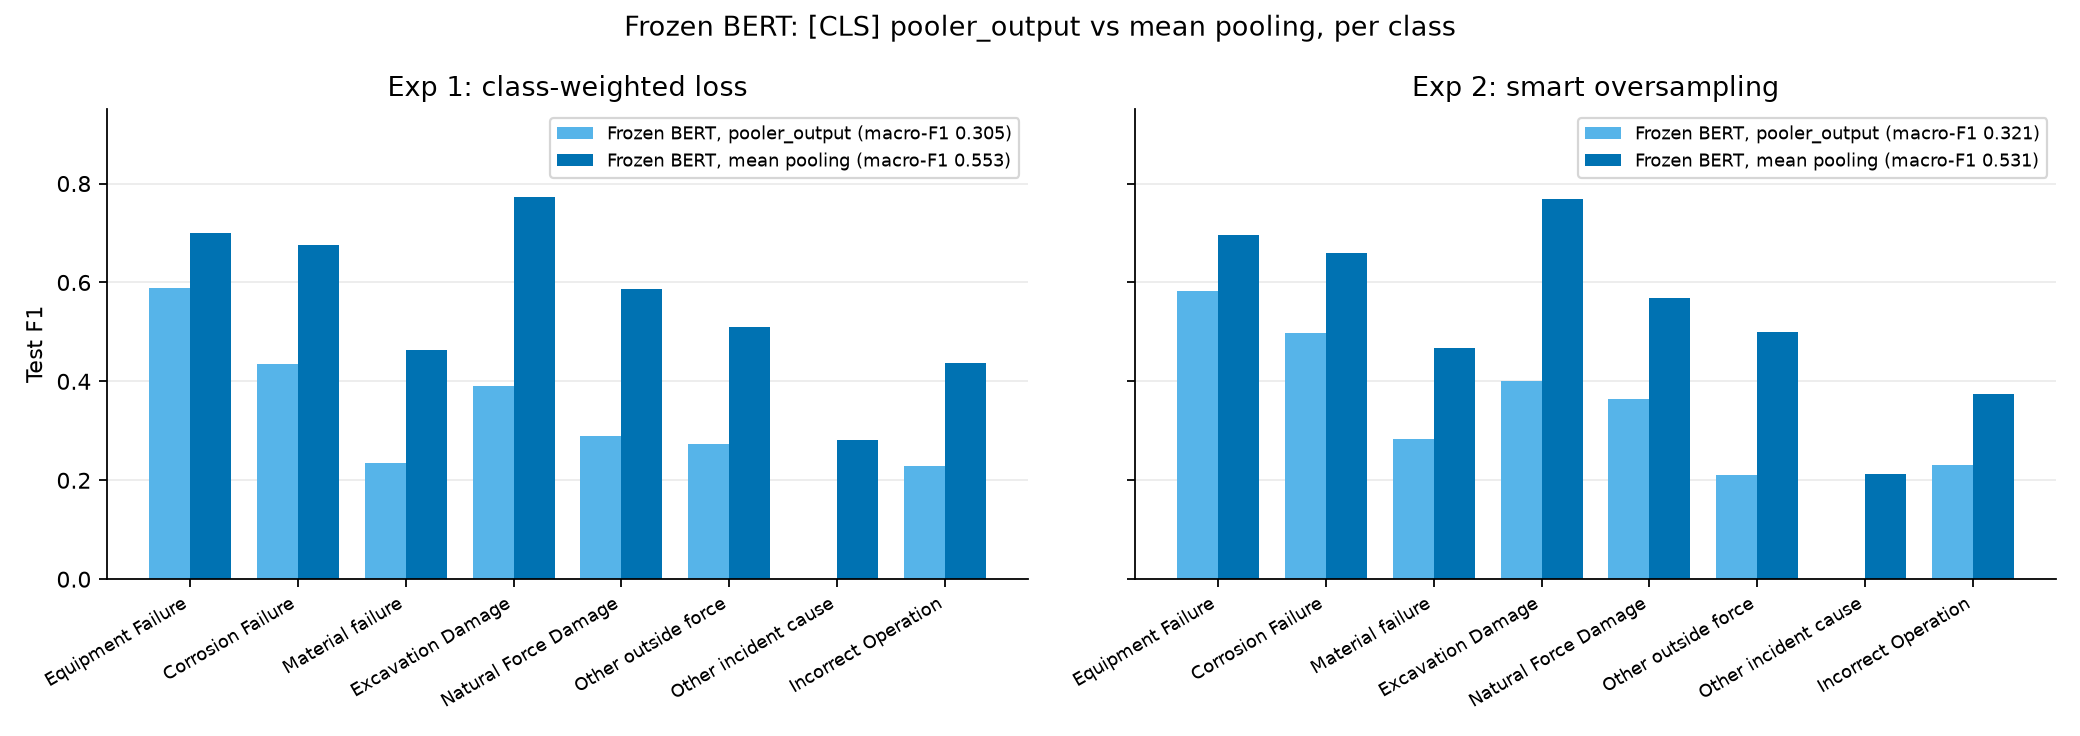 Frozen BERT: [CLS] pooler_output vs mean pooling, per class
Exp 1: class-weighted loss
Frozen BERT, pooler_output (macro-F1 0.305)
Frozen BERT, mean pooling (macro-F1 0.553)
Test F1
0.8
0.6
0.4
0.2
0.0
Equipment Failure
Corrosion Failure
Material failure
Excavation Damage
Natural Force Damage
Other outside force
Other incident cause
Incorrect Operation
Exp 2: smart oversampling
Frozen BERT, pooler_output (macro-F1 0.321)
Frozen BERT, mean pooling (macro-F1 0.531)
Equipment Failure
Corrosion Failure
Material failure
Excavation Damage
Natural Force Damage
Other outside force
Other incident cause
Incorrect Operation